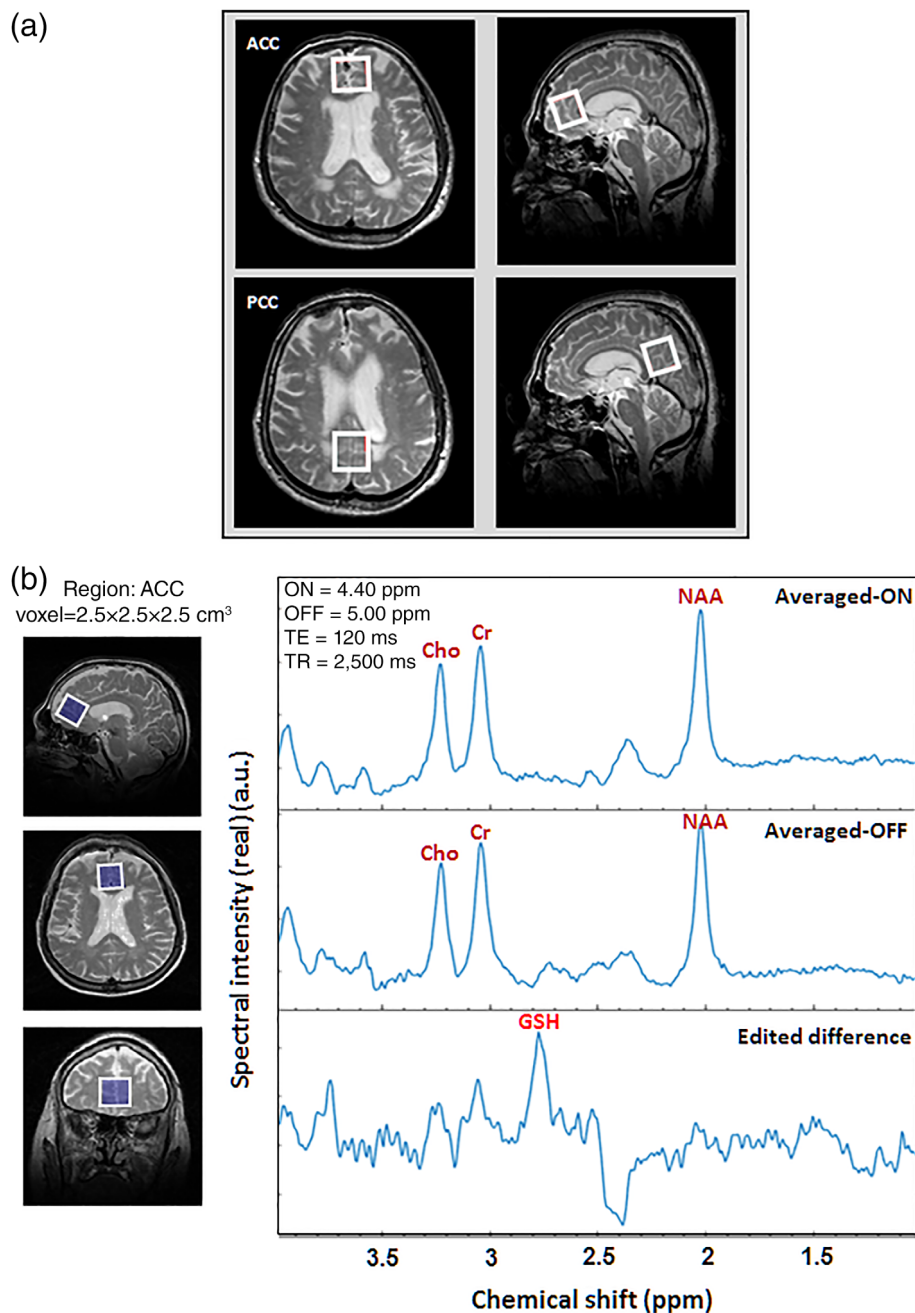 (a)
ACC
PCC
(b)
Region: ACC
voxel=2.5×2.5×2.5 cm³
ON = 4.40 ppm
OFF = 5.00 ppm
TE = 120 ms
TR = 2,500 ms
Cho
Cr
NAA
Averaged-ON
Cho
Cr
NAA
Averaged-OFF
GSH
Edited difference
Spectral intensity (real) (a.u.)
3.5 3 2.5 2 1.5
Chemical shift (ppm)